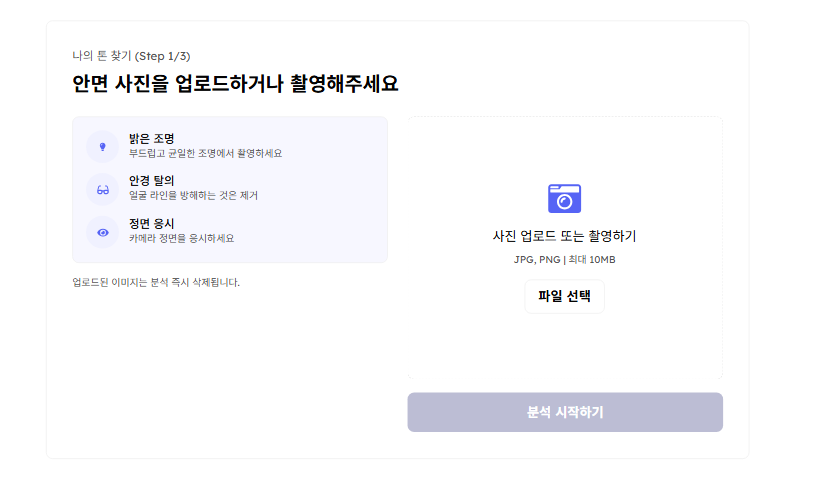 나의 톤 찾기 (Step 1/3)
안면 사진을 업로드하거나 촬영해주세요
밝은 조명
부드럽고 균일한 조명에서 촬영하세요
안경 탈의
얼굴 라인을 방해하는 것은 제거
정면 응시
카메라 정면을 응시하세요
업로드된 이미지는 분석 즉시 삭제됩니다.
사진 업로드 또는 촬영하기
JPG, PNG | 최대 10MB
파일 선택
분석 시작하기